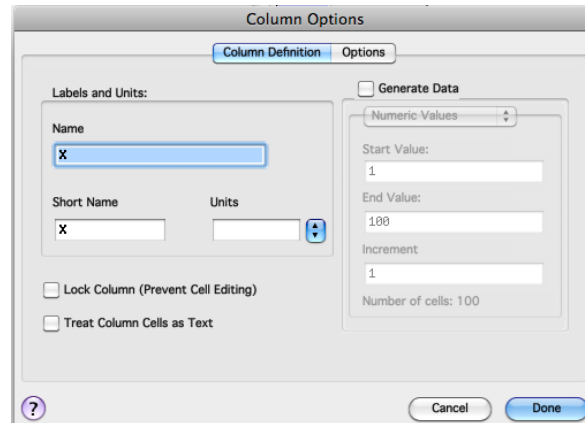 Column Options
Column Definition Options
Labels and Units:
Name
X
Short Name Units
X
Lock Column (Prevent Cell Editing)
Treat Column Cells as Text
Generate Data
Numeric Values
Start Value:
1
End Value:
100
Increment
1
Number of cells: 100
?
Cancel Done